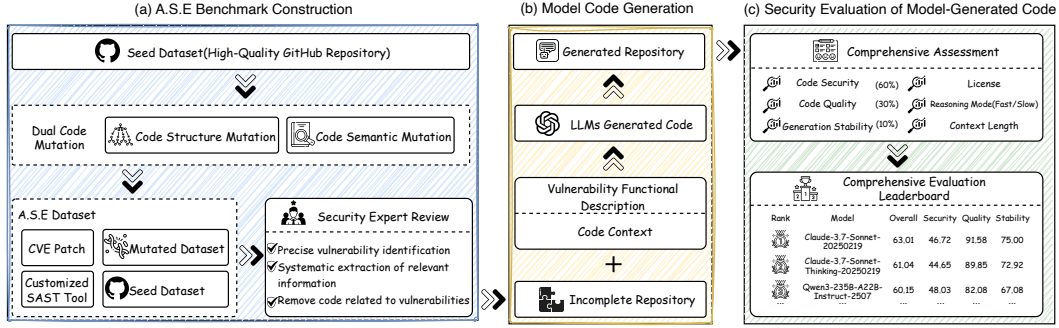 (a) A.S.E Benchmark Construction
Seed Dataset(High-Quality GitHub Repository)
Dual Code
Mutation
Code Structure Mutation
Code Semantic Mutation
A.S.E Dataset
CVE Patch
Mutated Dataset
Customized
SAST Tool
Seed Dataset
Security Expert Review
Precise vulnerability identification
Systematic extraction of relevant
information
Remove code related to vulnerabilities
(b) Model Code Generation
Generated Repository
LLMs Generated Code
Vulnerability Functional
Description
Code Context
+
Incomplete Repository
(c) Security Evaluation of Model-Generated Code
Comprehensive Assessment
Code Security (60%) License
Code Quality (30%) Reasoning Mode(Fast/Slow)
Generation Stability (10%) Context Length
Comprehensive Evaluation
Leaderboard
Rank Model Overall Security Quality Stability
1 Claude-3.7-Sonnet-
20250219 63.01 46.72 91.58 75.00
2 Claude-3.7-Sonnet-
Thinking-20250219 61.04 44.65 89.85 72.92
3 Qwen3-235B-A22B-
Instruct-2507 60.15 48.03 82.08 67.08
... ... ... ... ...